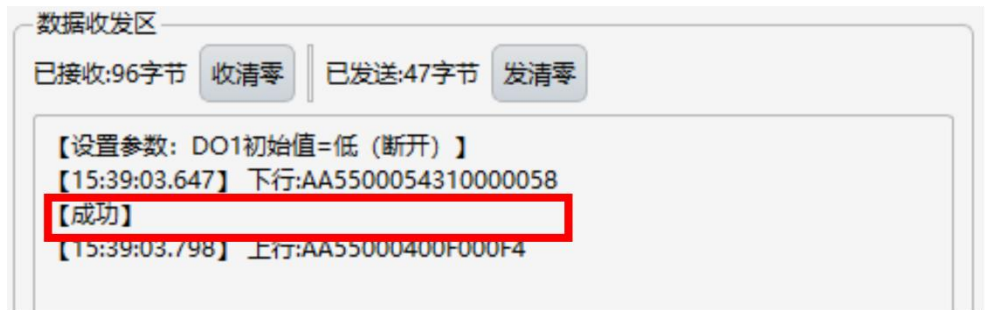 数据收发区
已接收:96字节 收清零 已发送:47字节 发清零
【设置参数：DO1初始值=低（断开）】
【15:39:03.647】 下行:AA5500054310000058
【成功】
【15:39:03.798】 上行:AA55000400F000F4